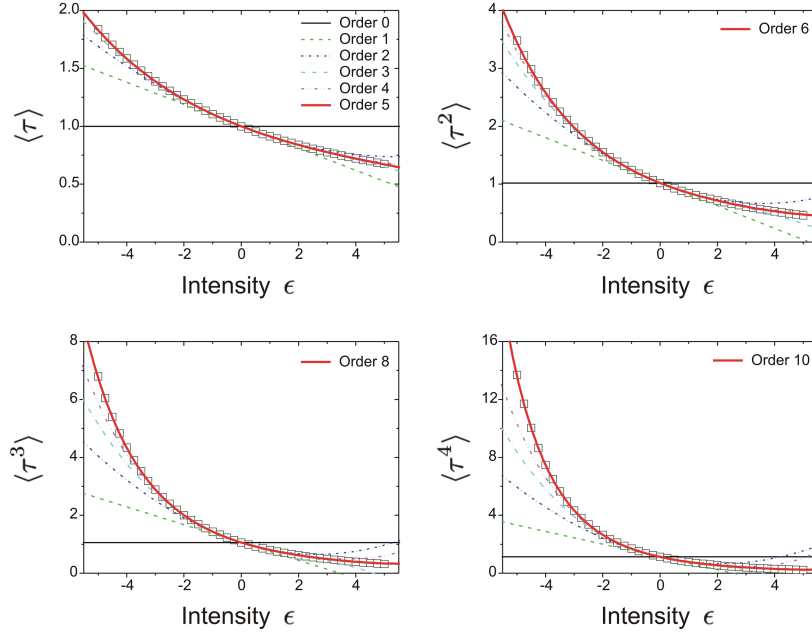 2.0
1.5
1.0
0.5
0.0
⟨τ⟩
-4 -2 0 2 4
Intensity ϵ
Order 0
Order 1
Order 2
Order 3
Order 4
Order 5
4
3
2
1
0
⟨τ²⟩
-4 -2 0 2 4
Intensity ϵ
Order 6
8
6
4
2
0
⟨τ³⟩
-4 -2 0 2 4
Intensity ϵ
Order 8
16
12
8
4
0
⟨τ⁴⟩
-4 -2 0 2 4
Intensity ϵ
Order 10